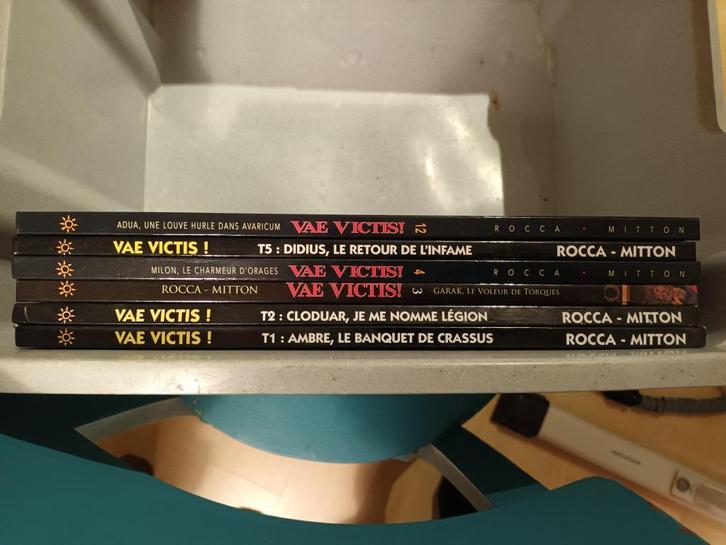 ADUA, UNE LOUVE HURLE DANS AVARICUM VAE VICTIS! 12 ROCCA • MITTON
VAE VICTIS ! T5 : DIDIUS, LE RETOUR DE L'INFAME ROCCA - MITTON
MILON, LE CHARMEUR D'ORAGES VAE VICTIS! 4 ROCCA • MITTON
ROCCA - MITTON VAE VICTIS! 3 GARAK, LE VOLEUR DE TORQUES
VAE VICTIS ! T2 : CLODUAR, JE ME NOMME LÉGION ROCCA - MITTON
VAE VICTIS ! T1 : AMBRE, LE BANQUET DE CRASSUS ROCCA - MITTON